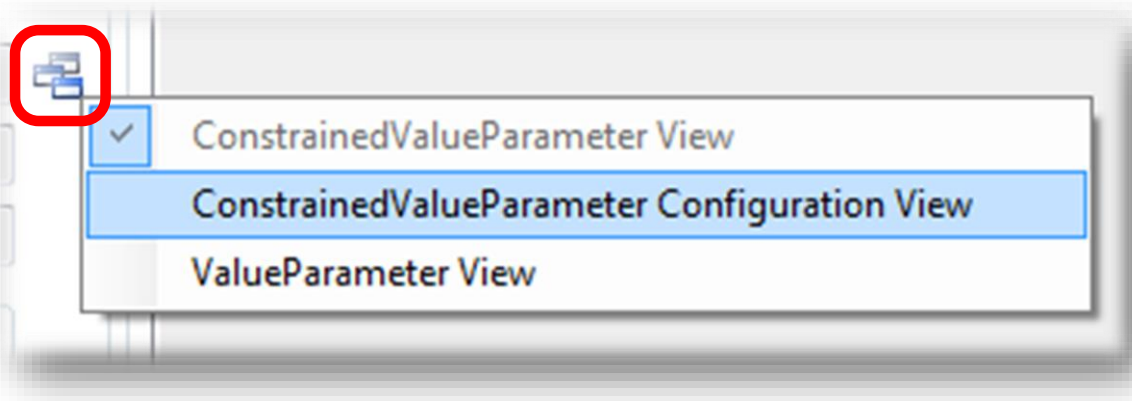 ConstrainedValueParameter View
ConstrainedValueParameter Configuration View
ValueParameter View